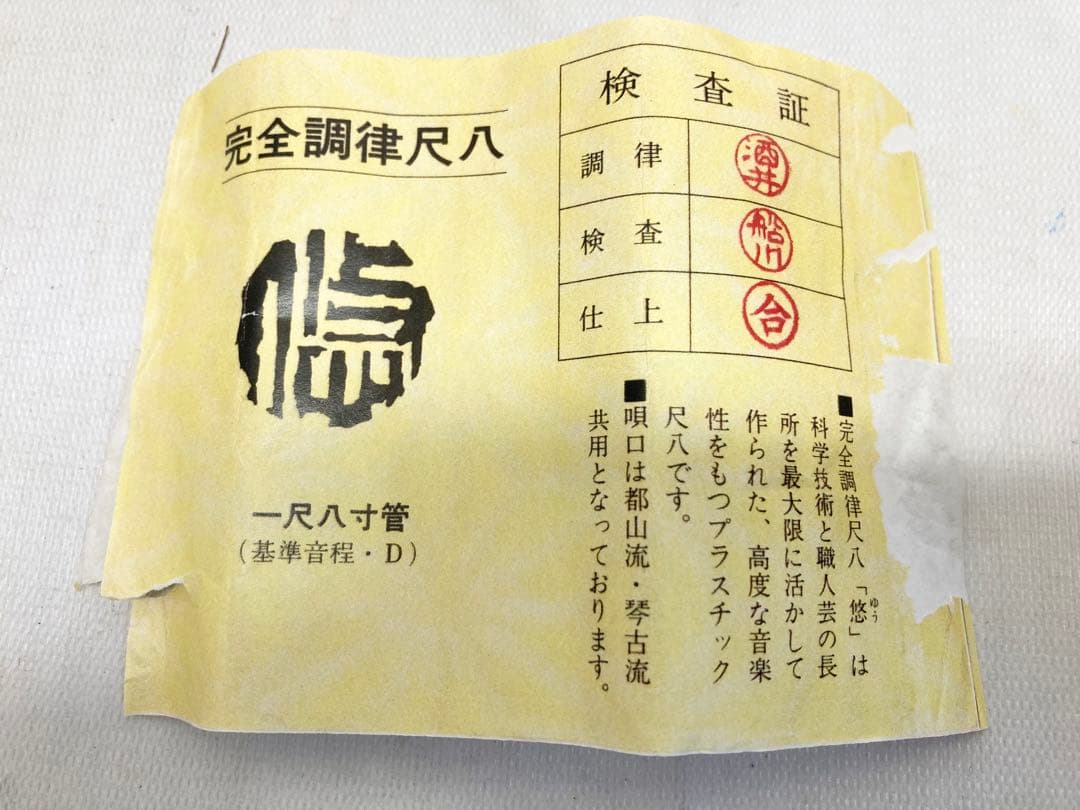 完全調律尺八
悠
一尺八寸管
(基準音程・D)
検査証
調律 酒井
検査 船川
仕上 合
■完全調律尺八「悠」は
ゆう
科学技術と職人芸の長
所を最大限に活かして
作られた、高度な音楽
性をもつプラスチック
尺八です。
■唄口は都山流・琴古流
共用となっております。